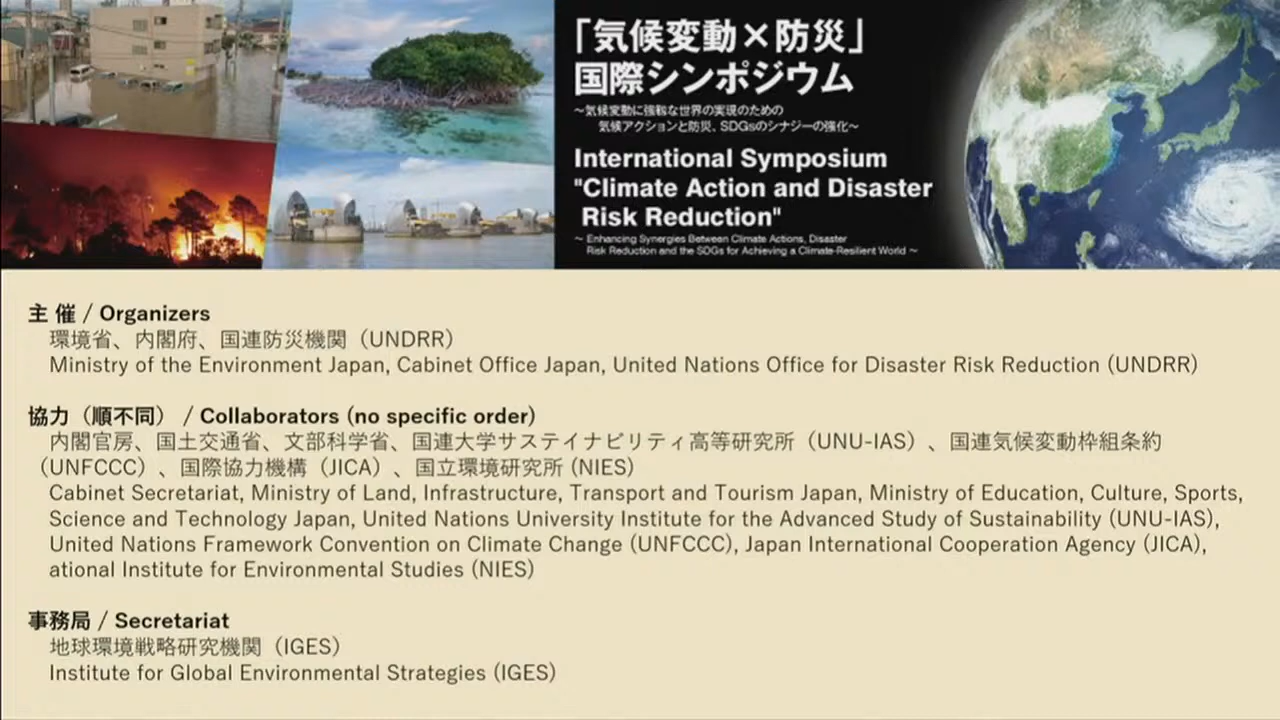 「気候変動×防災」
国際シンポジウム
～気候変動に強靱な世界の実現のための
気候アクションと防災、SDGsのシナジーの強化～
International Symposium
"Climate Action and Disaster
Risk Reduction"
～ Enhancing Synergies Between Climate Actions, Disaster
Risk Reduction and the SDGs for Achieving a Climate-Resilient World ～
主 催 / Organizers
環境省、内閣府、国連防災機関（UNDRR）
Ministry of the Environment Japan, Cabinet Office Japan, United Nations Office for Disaster Risk Reduction (UNDRR)
協力（順不同） / Collaborators (no specific order)
内閣官房、国土交通省、文部科学省、国連大学サステイナビリティ高等研究所（UNU-IAS）、国連気候変動枠組条約
（UNFCCC）、国際協力機構（JICA）、国立環境研究所 (NIES)
Cabinet Secretariat, Ministry of Land, Infrastructure, Transport and Tourism Japan, Ministry of Education, Culture, Sports,
Science and Technology Japan, United Nations University Institute for the Advanced Study of Sustainability (UNU-IAS),
United Nations Framework Convention on Climate Change (UNFCCC), Japan International Cooperation Agency (JICA),
ational Institute for Environmental Studies (NIES)
事務局 / Secretariat
地球環境戦略研究機関（IGES）
Institute for Global Environmental Strategies (IGES)